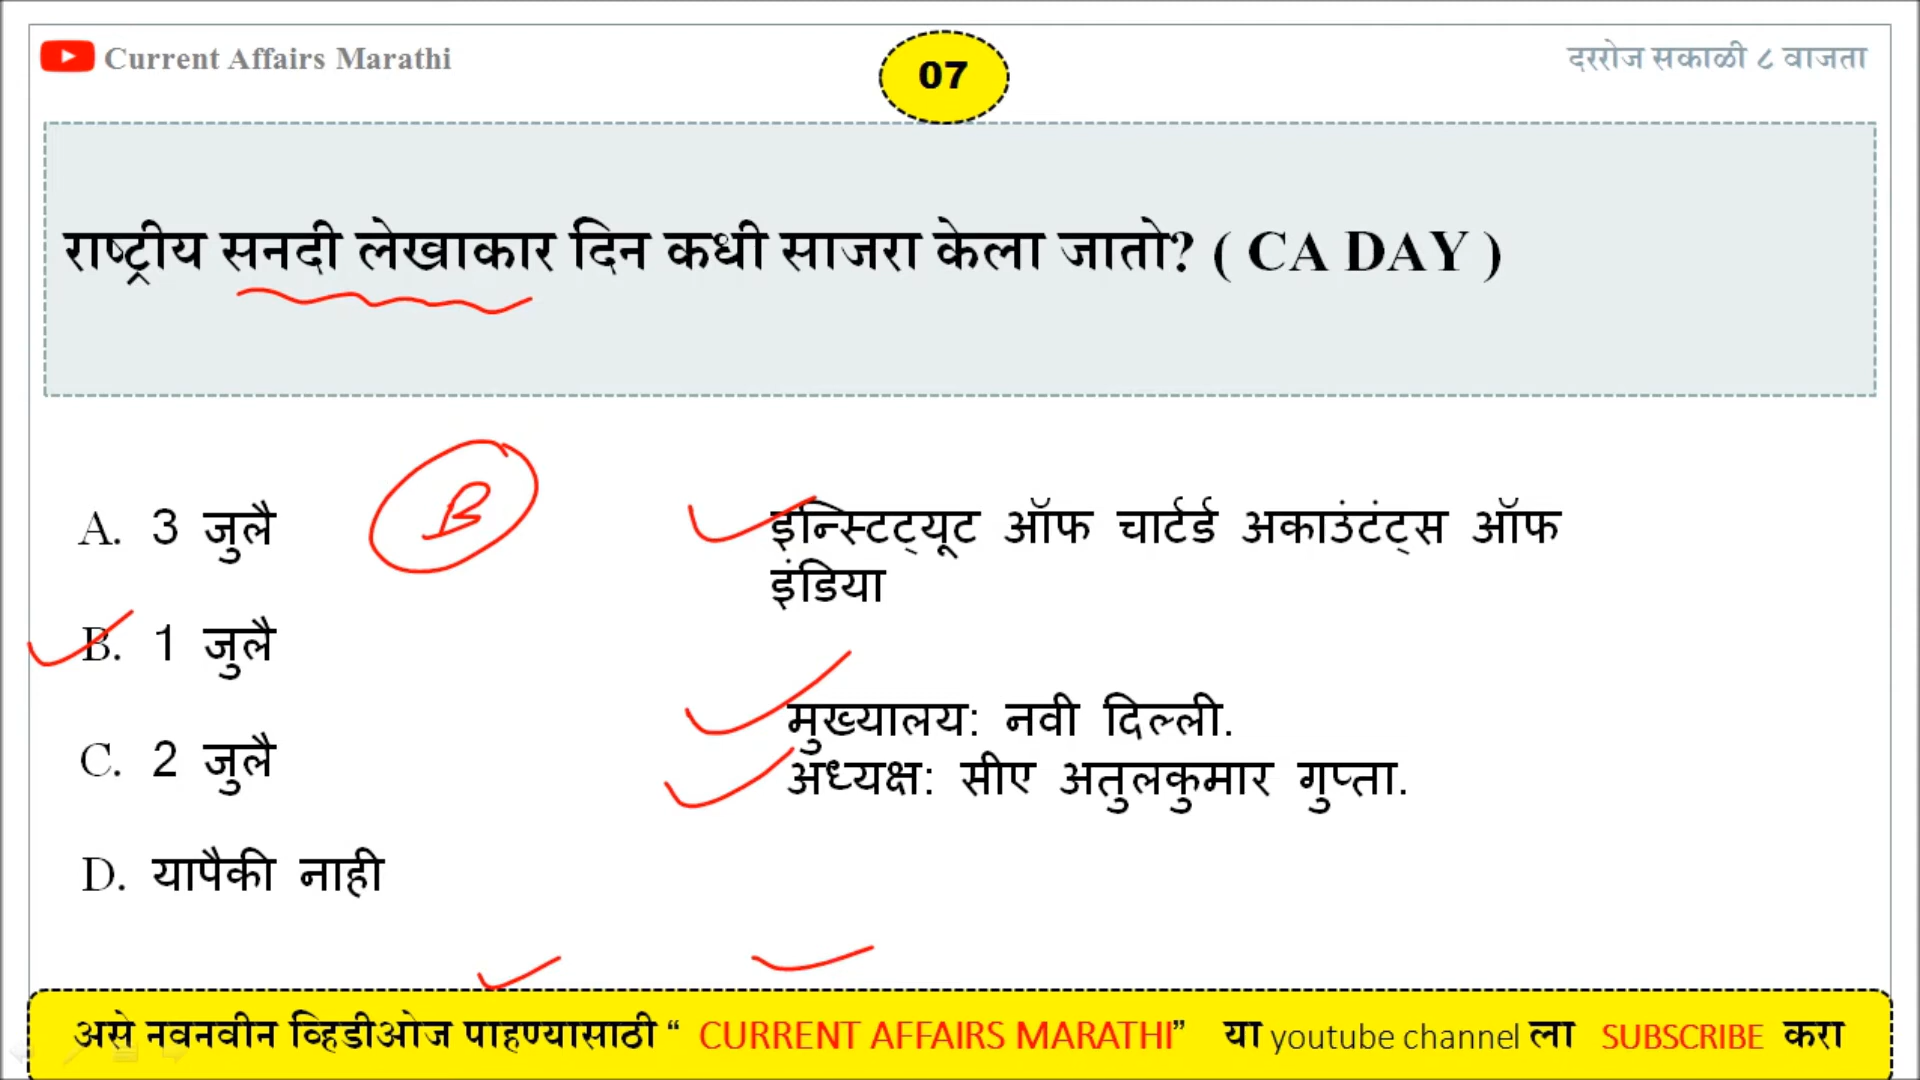 Current Affairs Marathi
07
दररोज सकाळी ८ वाजता
राष्ट्रीय सनदी लेखाकार दिन कधी साजरा केला जातो? ( CA DAY )
A. 3 जुलै
B
B. 1 जुलै
C. 2 जुलै
D. यापैकी नाही
इन्स्टिट्यूट ऑफ चार्टर्ड अकाउंटंट्स ऑफ
इंडिया
मुख्यालय: नवी दिल्ली.
अध्यक्ष: सीए अतुलकुमार गुप्ता.
असे नवनवीन व्हिडीओज पाहण्यासाठी “ CURRENT AFFAIRS MARATHI” या youtube channel ला SUBSCRIBE करा